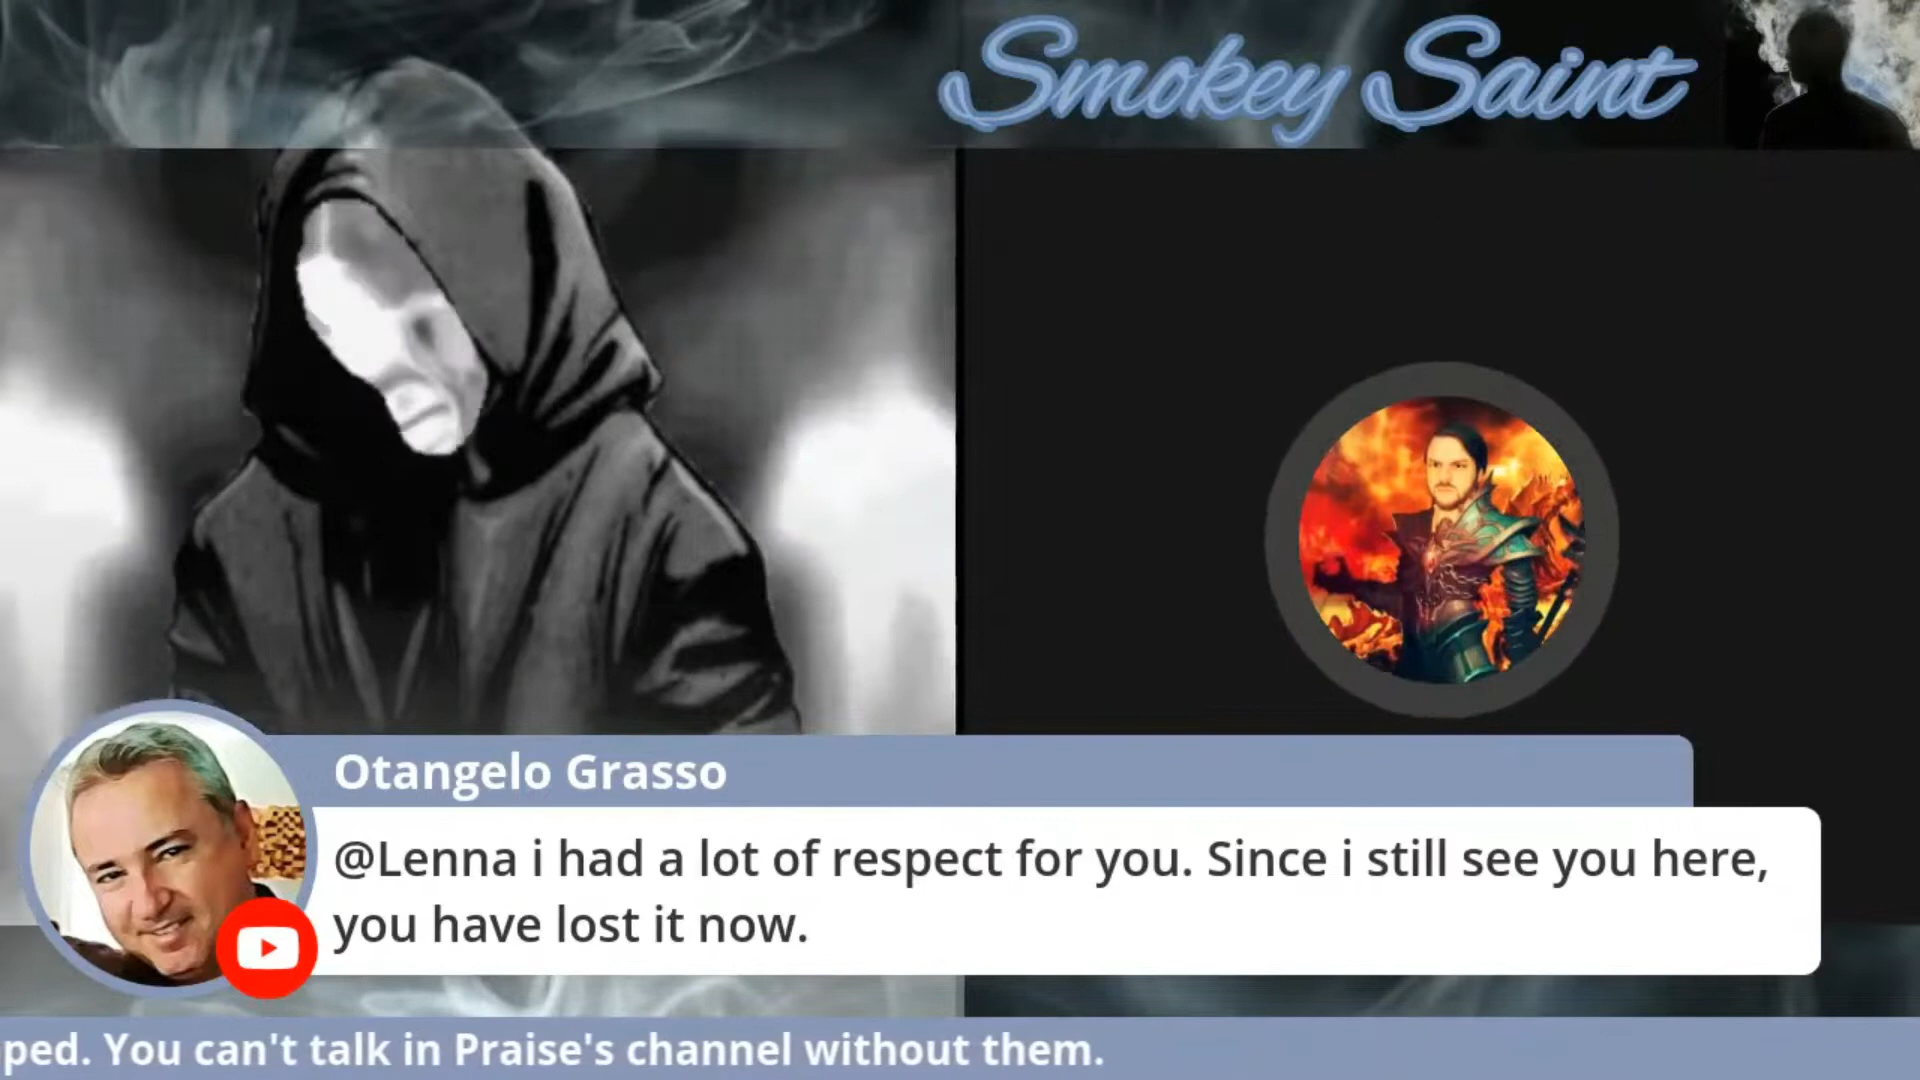 Smokey Saint
Otangelo Grasso
@Lenna i had a lot of respect for you. Since i still see you here,
you have lost it now.
You can't talk in Praise's channel without them.